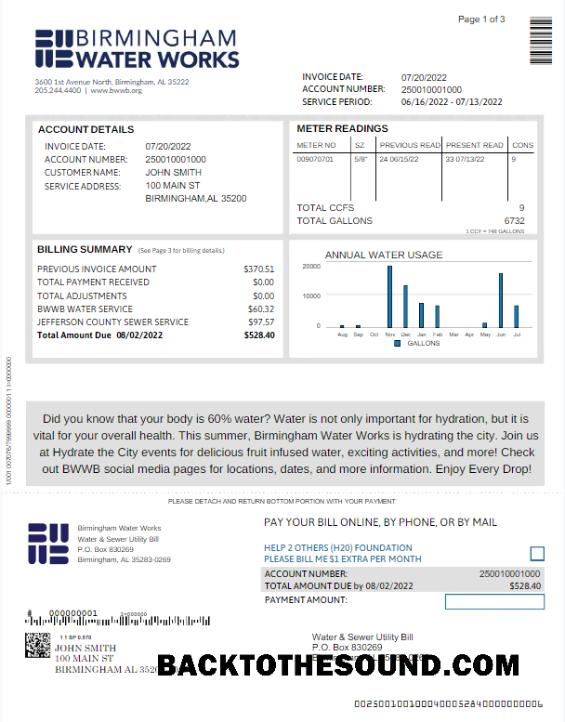 Page 1 of 3
BIRMINGHAM
WATER WORKS
3600 1st Avenue North, Birmingham, AL 35222
205.244.4400 | www.bwwb.org
INVOICE DATE: 07/20/2022
ACCOUNT NUMBER: 250010001000
SERVICE PERIOD: 06/16/2022 - 07/13/2022
ACCOUNT DETAILS
INVOICE DATE: 07/20/2022
ACCOUNT NUMBER: 250010001000
CUSTOMER NAME: JOHN SMITH
SERVICE ADDRESS: 100 MAIN ST
BIRMINGHAM,AL 35200
METER READINGS
METER NO SZ PREVIOUS READ PRESENT READ CONS
009070701 5/8" 24 06/15/22 33 07/13/22 9
TOTAL CCFS 9
TOTAL GALLONS 6732
1 CCF = 748 GALLONS
BILLING SUMMARY (See Page 3 for billing details.)
PREVIOUS INVOICE AMOUNT $370.51
TOTAL PAYMENT RECEIVED $0.00
TOTAL ADJUSTMENTS $0.00
BWWB WATER SERVICE $60.32
JEFFERSON COUNTY SEWER SERVICE $97.57
Total Amount Due 08/02/2022 $528.40
ANNUAL WATER USAGE
20000
10000
0
Aug Sep Oct Nov Dec Jan Feb Mar Apr May Jun Jul
GALLONS
Did you know that your body is 60% water? Water is not only important for hydration, but it is
vital for your overall health. This summer, Birmingham Water Works is hydrating the city. Join us
at Hydrate the City events for delicious fruit infused water, exciting activities, and more! Check
out BWWB social media pages for locations, dates, and more information. Enjoy Every Drop!
PLEASE DETACH AND RETURN BOTTOM PORTION WITH YOUR PAYMENT
Birmingham Water Works
Water & Sewer Utility Bill
P.O. Box 830269
Birmingham, AL 35283-0269
PAY YOUR BILL ONLINE, BY PHONE, OR BY MAIL
HELP 2 OTHERS (H20) FOUNDATION
PLEASE BILL ME $1 EXTRA PER MONTH
ACCOUNT NUMBER: 250010001000
TOTAL AMOUNT DUE by 08/02/2022 $528.40
PAYMENT AMOUNT:
000000001
JOHN SMITH
100 MAIN ST
BIRMINGHAM AL
Water & Sewer Utility Bill
P.O. Box 830269
BACKTOTHESOUND.COM